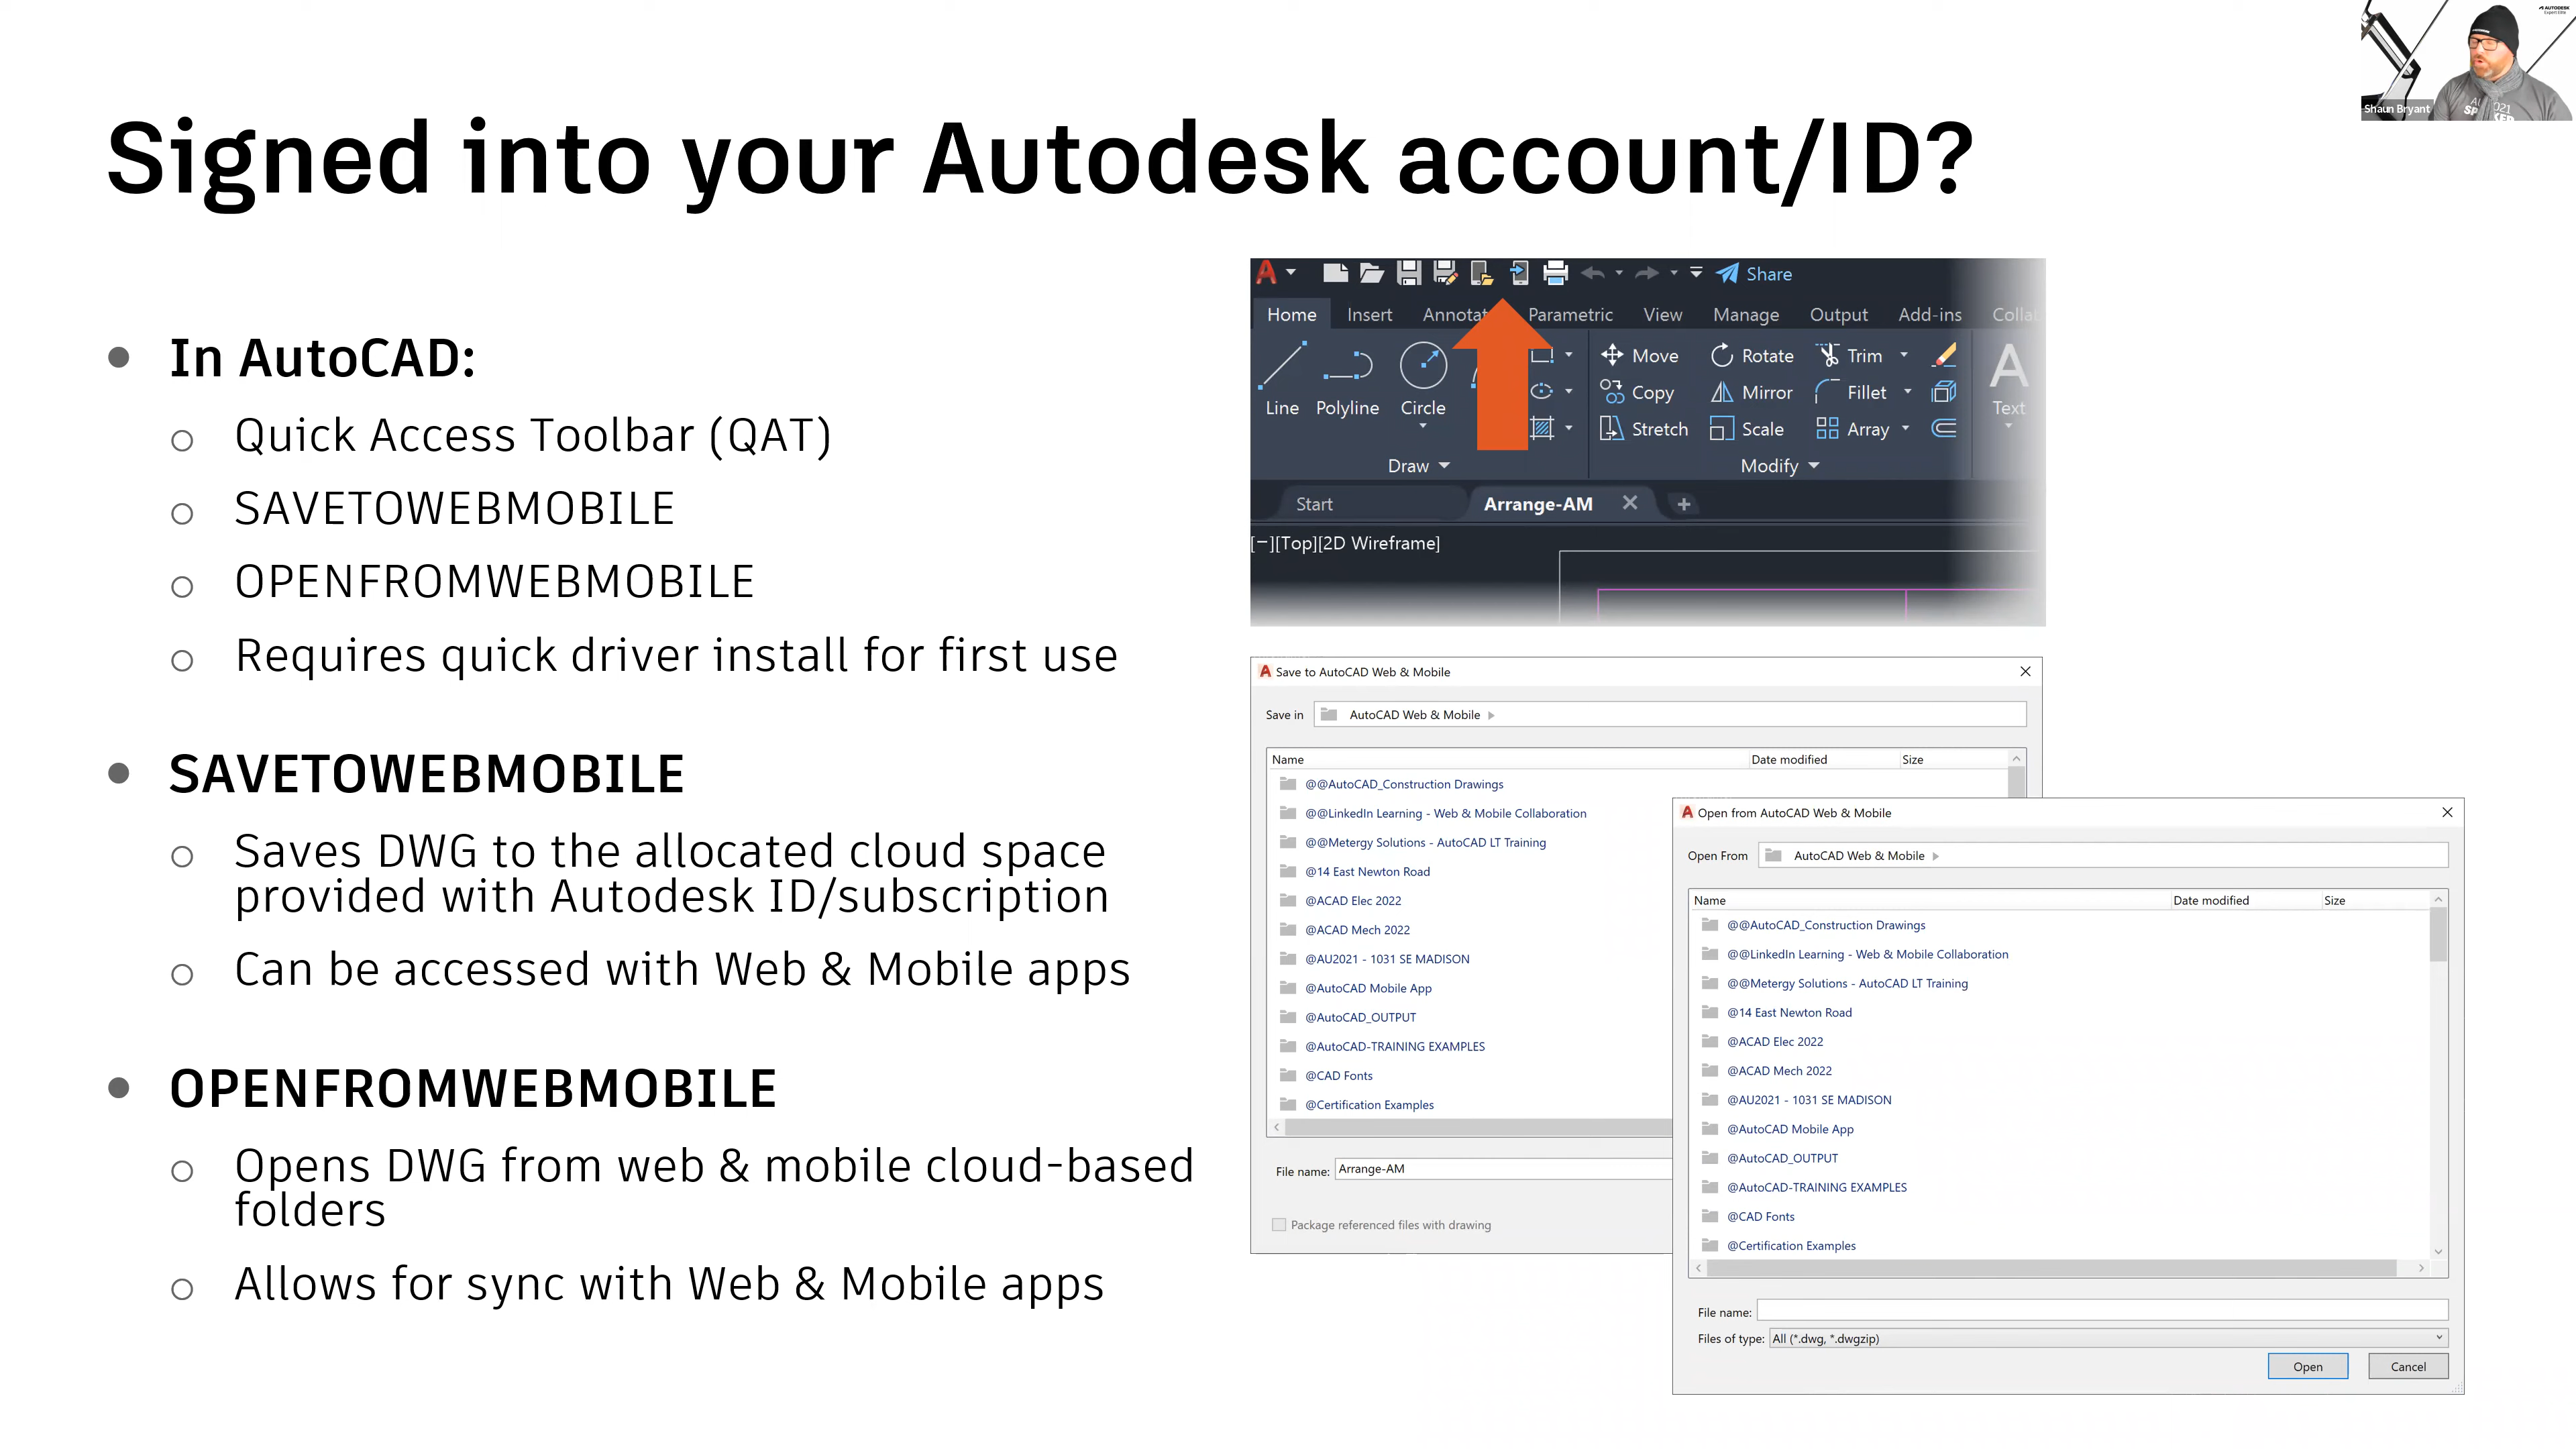 AUTODESK
Expert Elite
Shaun Bryant
Signed into your Autodesk account/ID?
In AutoCAD:
Quick Access Toolbar (QAT)
SAVETOWEBMOBILE
OPENFROMWEBMOBILE
Requires quick driver install for first use
SAVETOWEBMOBILE
Saves DWG to the allocated cloud space
provided with Autodesk ID/subscription
Can be accessed with Web & Mobile apps
OPENFROMWEBMOBILE
Opens DWG from web & mobile cloud-based
folders
Allows for sync with Web & Mobile apps
A Share
Home Insert Annotat Parametric View Manage Output Add-ins Collal
Move Rotate Trim
Line Polyline Circle Copy Mirror Fillet Text
Stretch Scale Array
Draw Modify
Start Arrange-AM
[−][Top][2D Wireframe]
Save to AutoCAD Web & Mobile
Save in AutoCAD Web & Mobile
Name Date modified Size
@@AutoCAD_Construction Drawings
@@LinkedIn Learning - Web & Mobile Collaboration
@@Metergy Solutions - AutoCAD LT Training
@14 East Newton Road
@ACAD Elec 2022
@ACAD Mech 2022
@AU2021 - 1031 SE MADISON
@AutoCAD Mobile App
@AutoCAD_OUTPUT
@AutoCAD-TRAINING EXAMPLES
@CAD Fonts
@Certification Examples
File name: Arrange-AM
Package referenced files with drawing
Open from AutoCAD Web & Mobile
Open From AutoCAD Web & Mobile
Name Date modified Size
@@AutoCAD_Construction Drawings
@@LinkedIn Learning - Web & Mobile Collaboration
@@Metergy Solutions - AutoCAD LT Training
@14 East Newton Road
@ACAD Elec 2022
@ACAD Mech 2022
@AU2021 - 1031 SE MADISON
@AutoCAD Mobile App
@AutoCAD_OUTPUT
@AutoCAD-TRAINING EXAMPLES
@CAD Fonts
@Certification Examples
File name:
Files of type: All (*.dwg, *.dwgzip)
Open Cancel